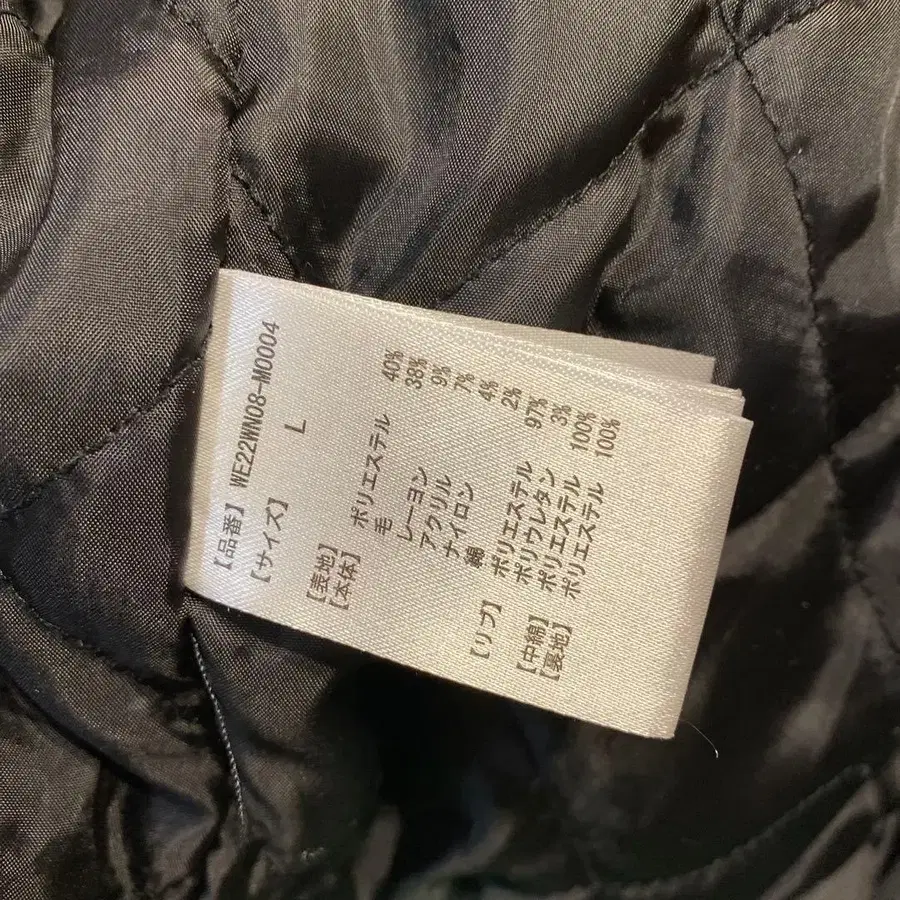 【品番】 WE22WN08-M0004
【サイズ】 L
【表地】
【本体】 ポリエステル 40%
毛 38%
レーヨン 9%
アクリル 7%
ナイロン 4%
綿 2%
【リブ】 ポリエステル 97%
ポリウレタン 3%
【中綿】 ポリエステル 100%
【裏地】 ポリエステル 100%